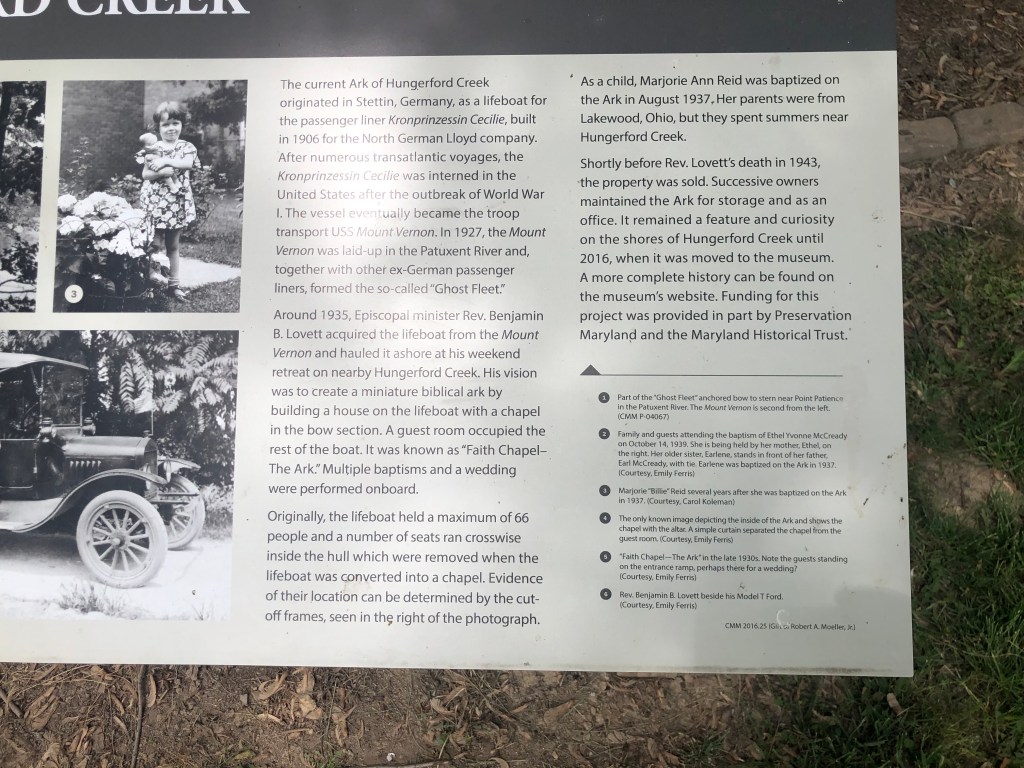 RD CREEK
3
The current Ark of Hungerford Creek
originated in Stettin, Germany, as a lifeboat for
the passenger liner Kronprinzessin Cecilie, built
in 1906 for the North German Lloyd company.
After numerous transatlantic voyages, the
Kronprinzessin Cecilie was interned in the
United States after the outbreak of World War
I. The vessel eventually became the troop
transport USS Mount Vernon. In 1927, the Mount
Vernon was laid-up in the Patuxent River and,
together with other ex-German passenger
liners, formed the so-called “Ghost Fleet.”
Around 1935, Episcopal minister Rev. Benjamin
B. Lovett acquired the lifeboat from the Mount
Vernon and hauled it ashore at his weekend
retreat on nearby Hungerford Creek. His vision
was to create a miniature biblical ark by
building a house on the lifeboat with a chapel
in the bow section. A guest room occupied the
rest of the boat. It was known as “Faith Chapel–
The Ark.” Multiple baptisms and a wedding
were performed onboard.
Originally, the lifeboat held a maximum of 66
people and a number of seats ran crosswise
inside the hull which were removed when the
lifeboat was converted into a chapel. Evidence
of their location can be determined by the cut-
off frames, seen in the right of the photograph.
As a child, Marjorie Ann Reid was baptized on
the Ark in August 1937. Her parents were from
Lakewood, Ohio, but they spent summers near
Hungerford Creek.
Shortly before Rev. Lovett’s death in 1943,
the property was sold. Successive owners
maintained the Ark for storage and as an
office. It remained a feature and curiosity
on the shores of Hungerford Creek until
2016, when it was moved to the museum.
A more complete history can be found on
the museum’s website. Funding for this
project was provided in part by Preservation
Maryland and the Maryland Historical Trust.
1 Part of the “Ghost Fleet” anchored bow to stern near Point Patience
in the Patuxent River. The Mount Vernon is second from the left.
(CMM P-04067)
2 Family and guests attending the baptism of Ethel Yvonne McCready
on October 14, 1939. She is being held by her mother, Ethel, on
the right. Her older sister, Earlene, stands in front of her father,
Earl McCready, with tie. Earlene was baptized on the Ark in 1937.
(Courtesy, Emily Ferris)
3 Marjorie “Billie” Reid several years after she was baptized on the Ark
in 1937. (Courtesy, Carol Koleman)
4 The only known image depicting the inside of the Ark and shows the
chapel with the altar. A simple curtain separated the chapel from the
guest room. (Courtesy, Emily Ferris)
5 “Faith Chapel—The Ark” in the late 1930s. Note the guests standing
on the entrance ramp, perhaps there for a wedding?
(Courtesy, Emily Ferris)
6 Rev. Benjamin B. Lovett beside his Model T Ford.
(Courtesy, Emily Ferris)
CMM 2016.25 Robert A. Moeller, Jr.)